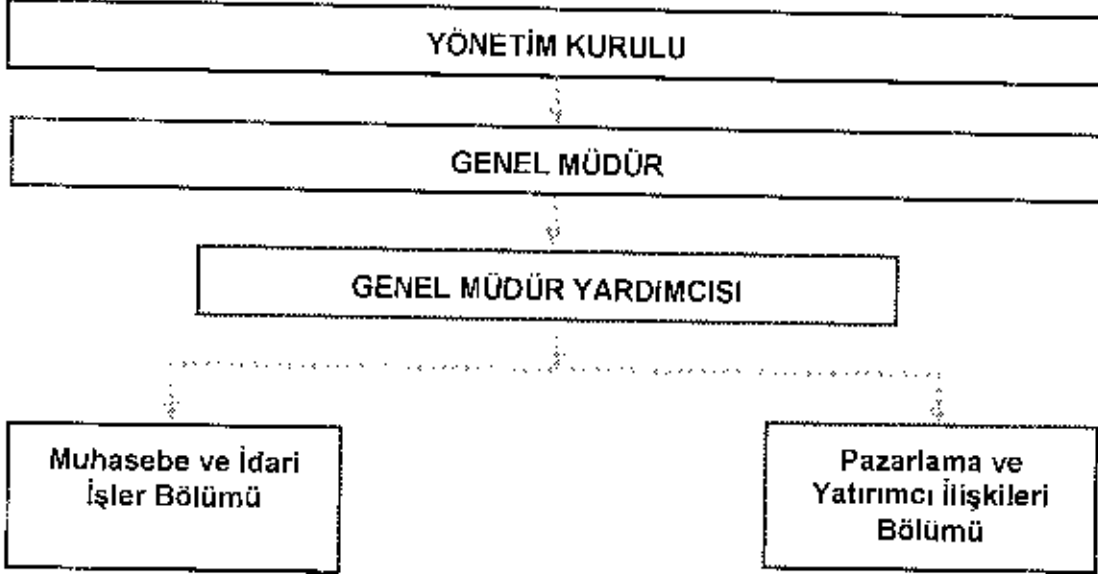 YÖNETİM KURULU
GENEL MÜDÜR
GENEL MÜDÜR YARDIMCISI
Muhasebe ve İdari
İşler Bölümü
Pazarlama ve
Yatırımcı İlişkileri
Bölümü